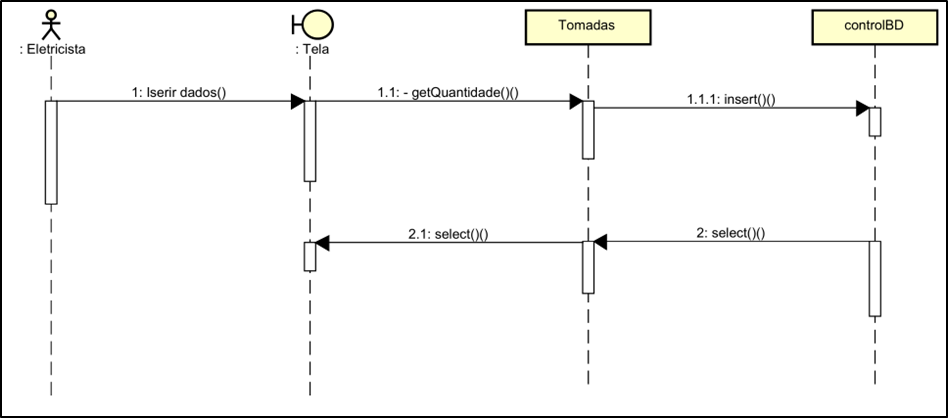 : Eletricista
: Tela
Tomadas
controlBD
1: Iserir dados()
1.1: - getQuantidade()()
1.1.1: insert()()
2.1: select()()
2: select()()